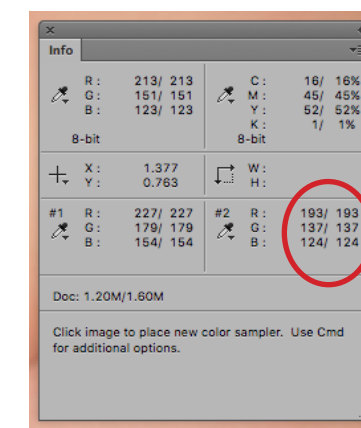 Info
R: 213/ 213 C: 16/ 16%
G: 151/ 151 M: 45/ 45%
B: 123/ 123 Y: 52/ 52%
K: 1/ 1%
8-bit 8-bit
X: 1.377 W:
Y: 0.763 H:
#1 R: 227/ 227 #2 R: 193/ 193
G: 179/ 179 G: 137/ 137
B: 154/ 154 B: 124/ 124
Doc: 1.20M/1.60M
Click image to place new color sampler. Use Cmd
for additional options.